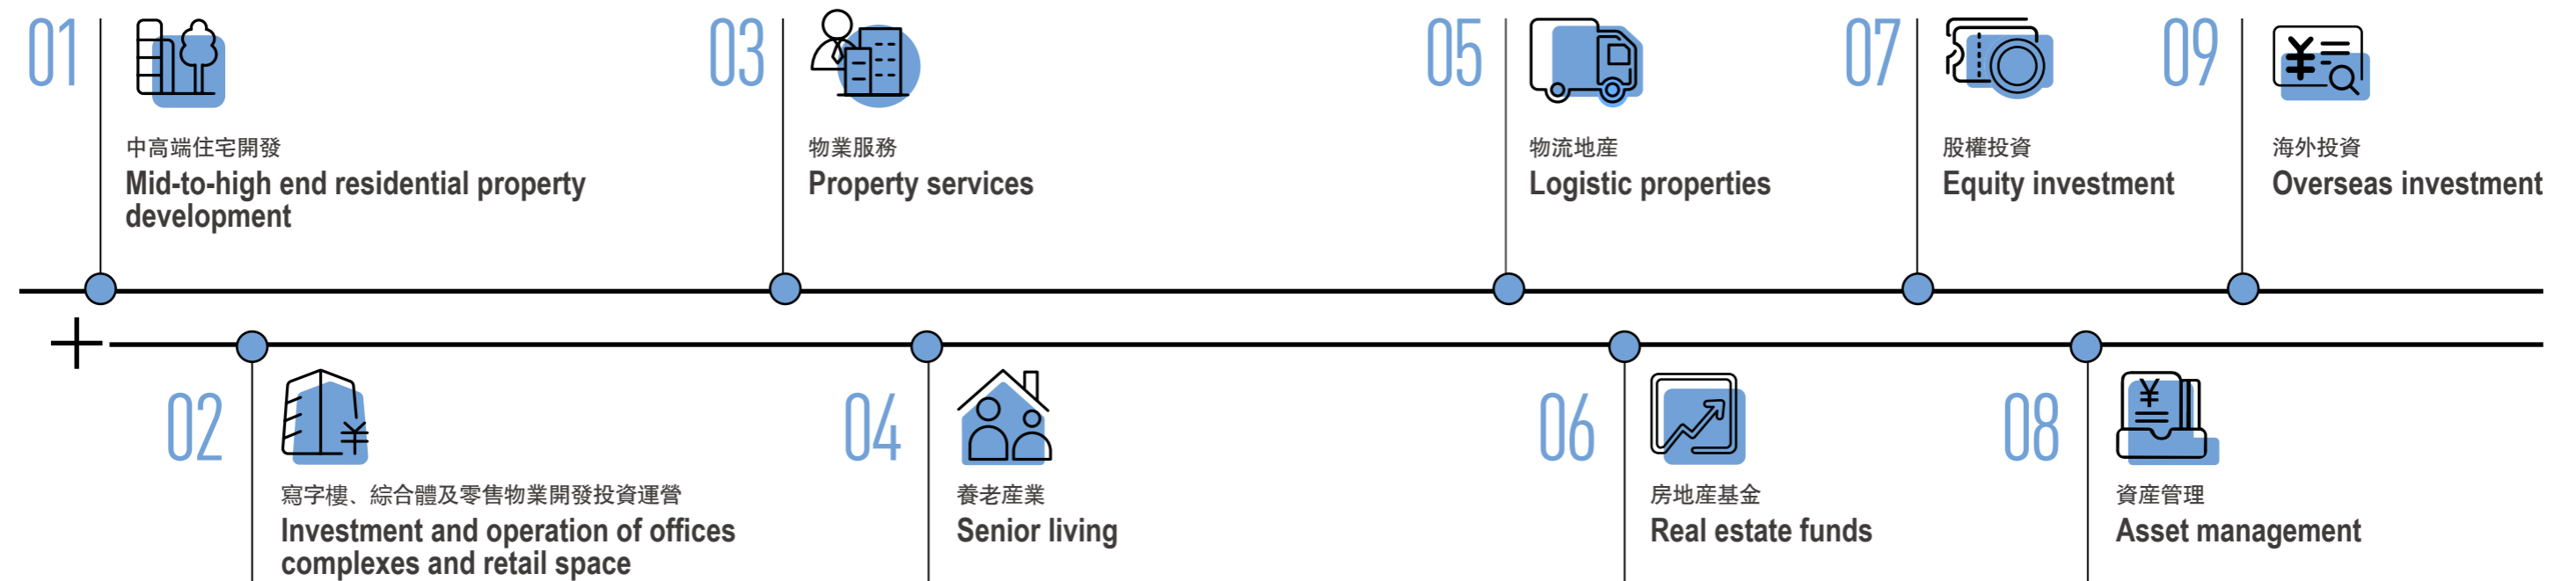 01
中高端住宅開發
Mid-to-high end residential property
development
03
物業服務
Property services
05
物流地産
Logistic properties
07
股權投資
Equity investment
09
¥
海外投資
Overseas investment
02
¥
寫字樓、綜合體及零售物業開發投資運營
Investment and operation of offices
complexes and retail space
04
養老産業
Senior living
06
房地産基金
Real estate funds
08
¥
資産管理
Asset management